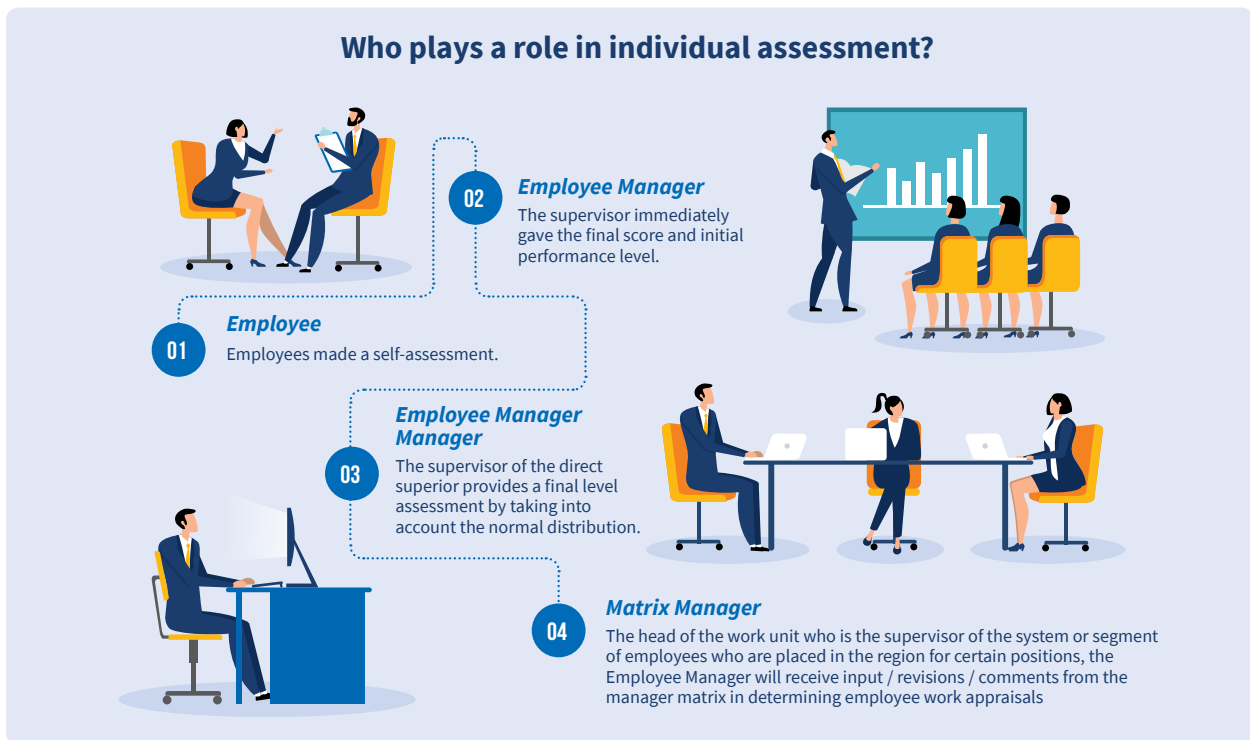 Who plays a role in individual assessment?
01
Employee
Employees made a self-assessment.
02
Employee Manager
The supervisor immediately
gave the final score and initial
performance level.
03
Employee Manager
Manager
The supervisor of the direct
superior provides a final level
assessment by taking into
account the normal distribution.
04
Matrix Manager
The head of the work unit who is the supervisor of the system or segment
of employees who are placed in the region for certain positions, the
Employee Manager will receive input / revisions / comments from the
manager matrix in determining employee work appraisals